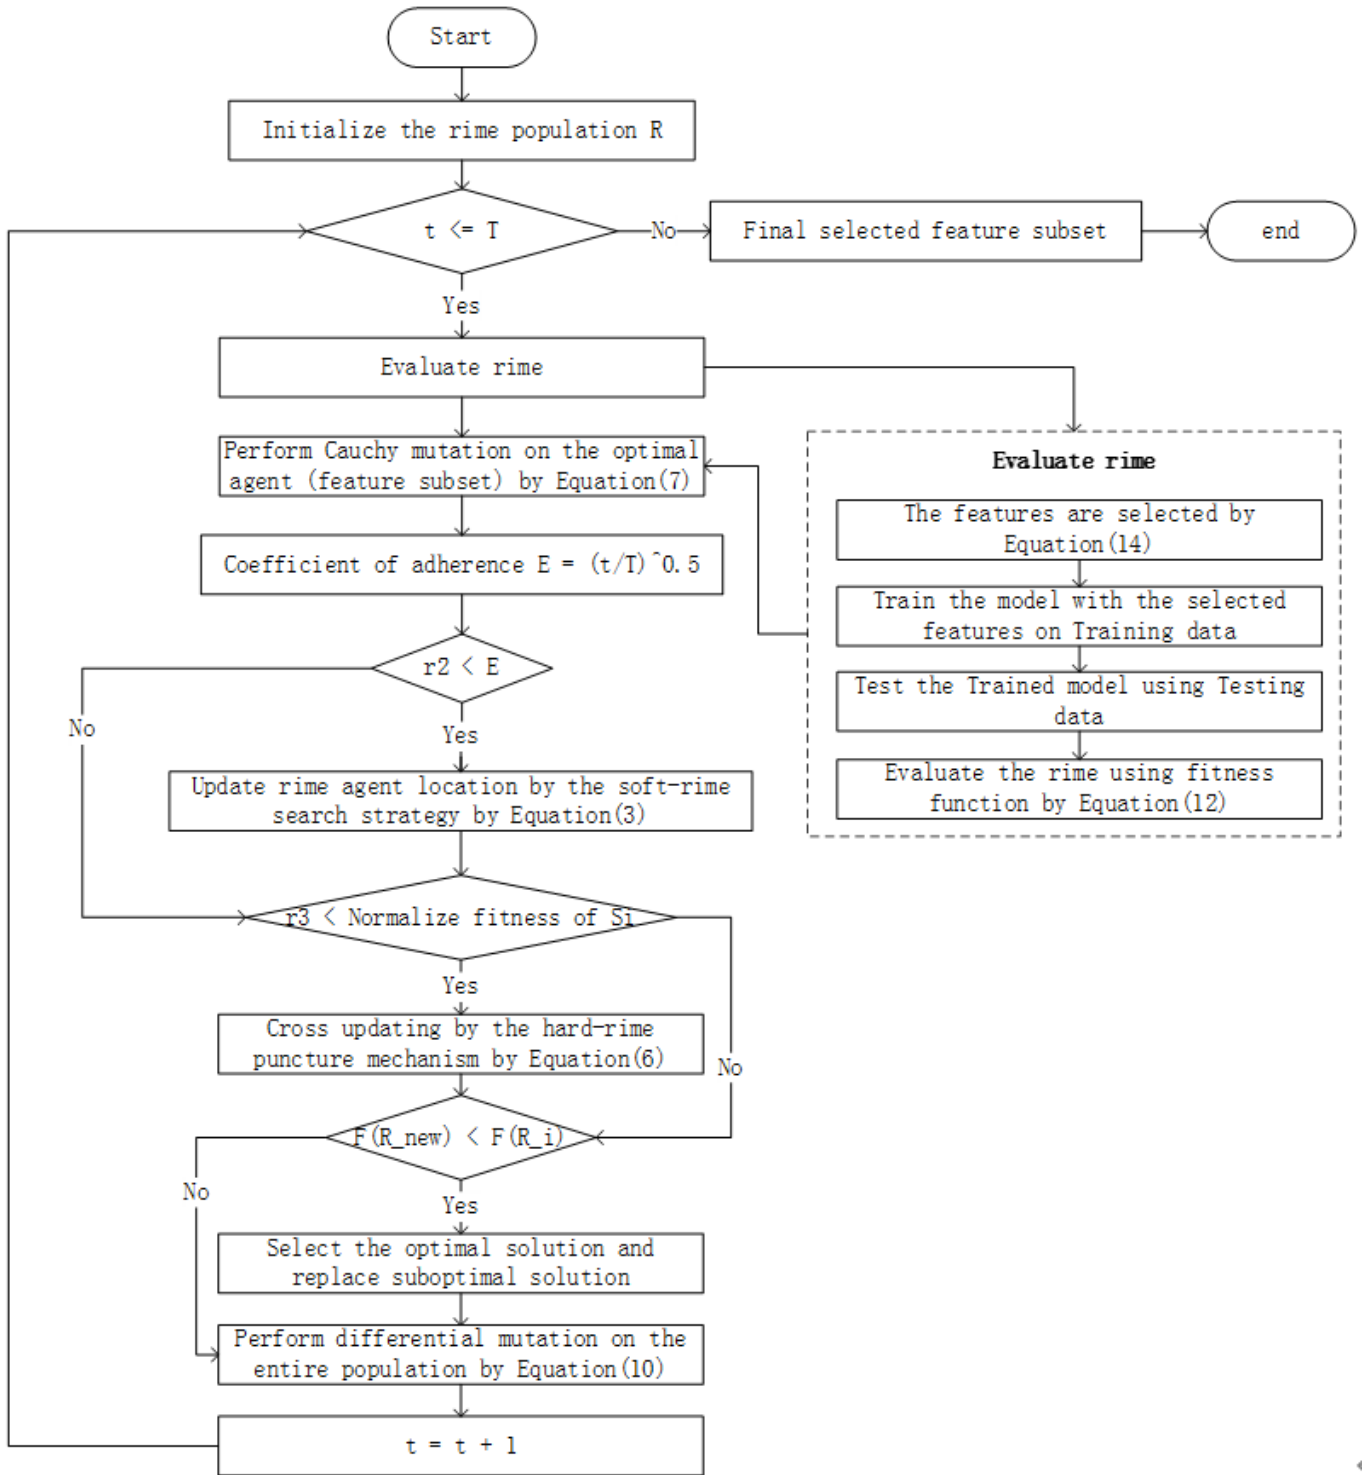 Start
Initialize the rime population R
t <= T
No
Final selected feature subset
end
Yes
Evaluate rime
Perform Cauchy mutation on the optimal
agent (feature subset) by Equation(7)
Coefficient of adherence E = (t/T)^0.5
r2 < E
No
Yes
Update rime agent location by the soft-rime
search strategy by Equation(3)
r3 < Normalize fitness of Si
Yes
Cross updating by the hard-rime
puncture mechanism by Equation(6)
No
F(R_new) < F(R_i)
No
Yes
Select the optimal solution and
replace suboptimal solution
Perform differential mutation on the
entire population by Equation(10)
t = t + 1
Evaluate rime
The features are selected by
Equation(14)
Train the model with the selected
features on Training data
Test the Trained model using Testing
data
Evaluate the rime using fitness
function by Equation(12)